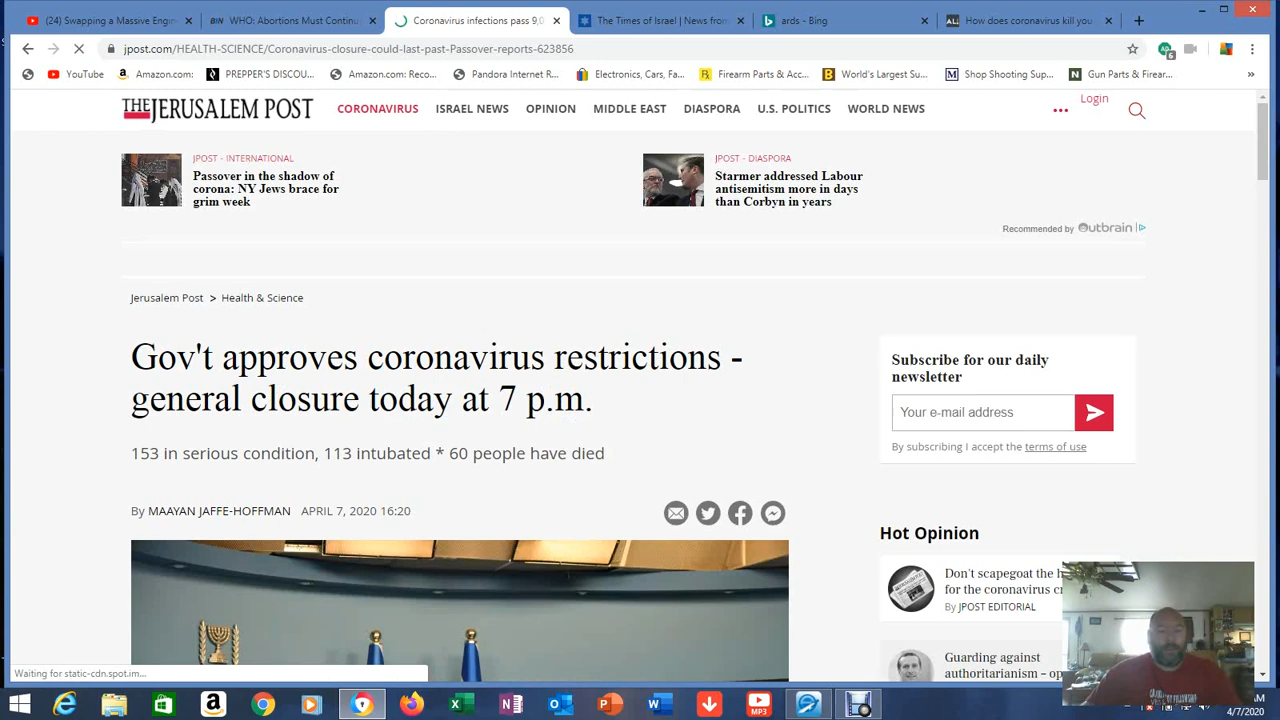 (24) Swapping a Massive Engin
BIN WHO: Abortions Must Continu
Coronavirus infections pass 9,0
The Times of Israel | News from
ards - Bing
AL How does coronavirus kill you
jpost.com/HEALTH-SCIENCE/Coronavirus-closure-could-last-past-Passover-reports-623856
6
YouTube
Amazon.com:
PREPPER'S DISCOU...
Amazon.com: Reco...
Pandora Internet R...
Electronics, Cars, Fa...
Firearm Parts & Acc...
World's Largest Su...
Shop Shooting Sup...
Gun Parts & Firear...
»
THE JERUSALEM POST
CORONAVIRUS
ISRAEL NEWS
OPINION
MIDDLE EAST
DIASPORA
U.S. POLITICS
WORLD NEWS
Login
JPOST - INTERNATIONAL
Passover in the shadow of
corona: NY Jews brace for
grim week
JPOST - DIASPORA
Starmer addressed Labour
antisemitism more in days
than Corbyn in years
Recommended by Outbrain
Jerusalem Post > Health & Science
Gov't approves coronavirus restrictions -
general closure today at 7 p.m.
153 in serious condition, 113 intubated * 60 people have died
By MAAYAN JAFFE-HOFFMAN APRIL 7, 2020 16:20
Subscribe for our daily
newsletter
Your e-mail address
By subscribing I accept the terms of use
Hot Opinion
Don't scapegoat the h
for the coronavirus cr
By JPOST EDITORIAL
Guarding against
authoritarianism – op
Waiting for static-cdn.spot.im...
MP3
AM
4/7/2020